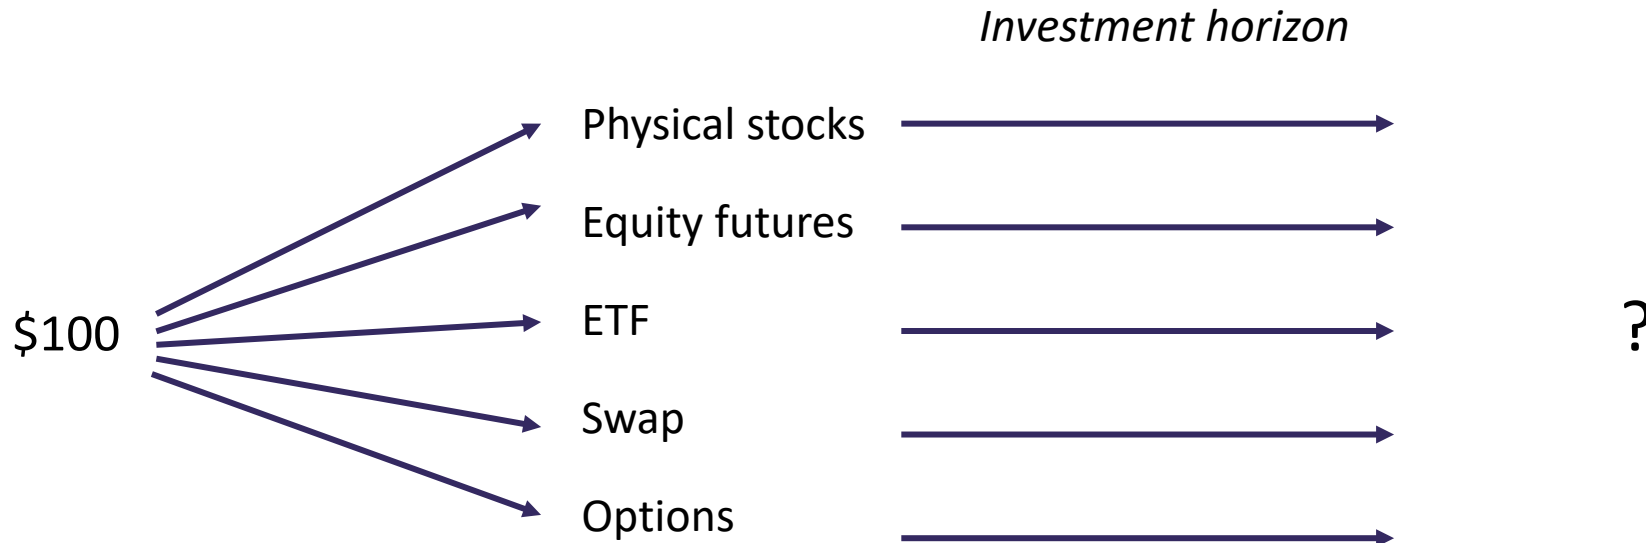 Investment horizon
Physical stocks
Equity futures
$100
ETF
?
Swap
Options